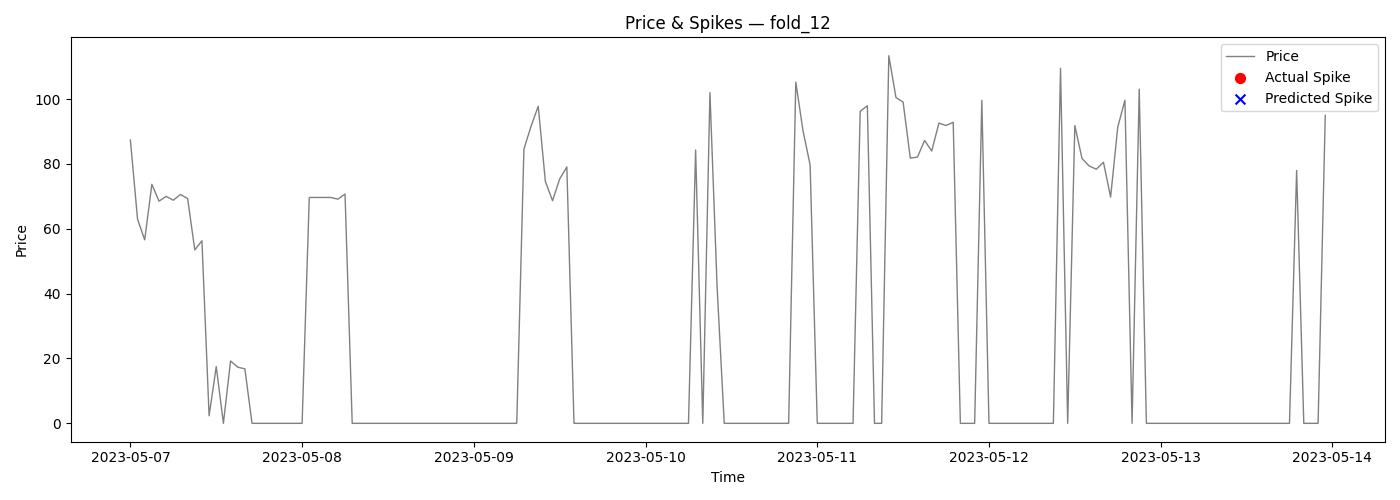 Price & Spikes — fold_12
Price
Actual Spike
Predicted Spike
Price
100
80
60
40
20
0
2023-05-07
2023-05-08
2023-05-09
2023-05-10
2023-05-11
2023-05-12
2023-05-13
2023-05-14
Time